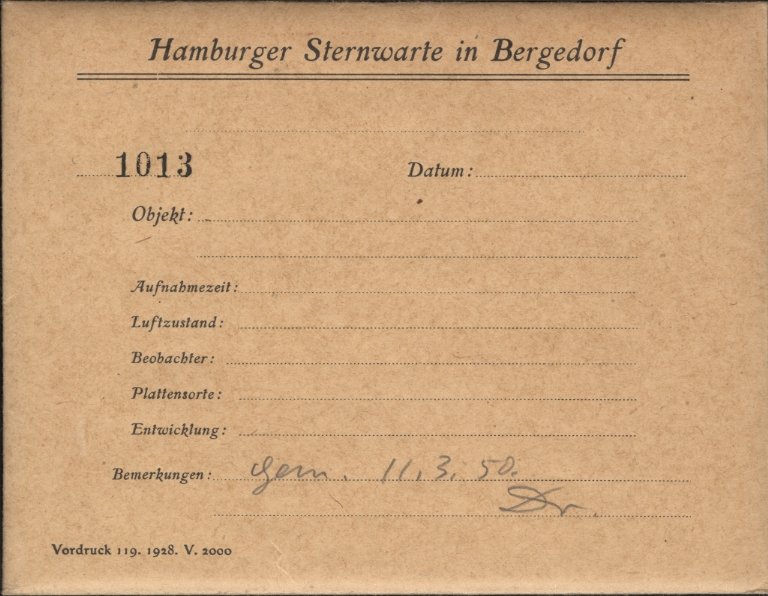 Hamburger Sternwarte in Bergedorf
1013 Datum:
Objekt:
Aufnahmezeit:
Luftzustand:
Beobachter:
Plattensorte:
Entwicklung:
Bemerkungen: gem. 11.3.50.
Dr.
Vordruck 119. 1928. V. 2000